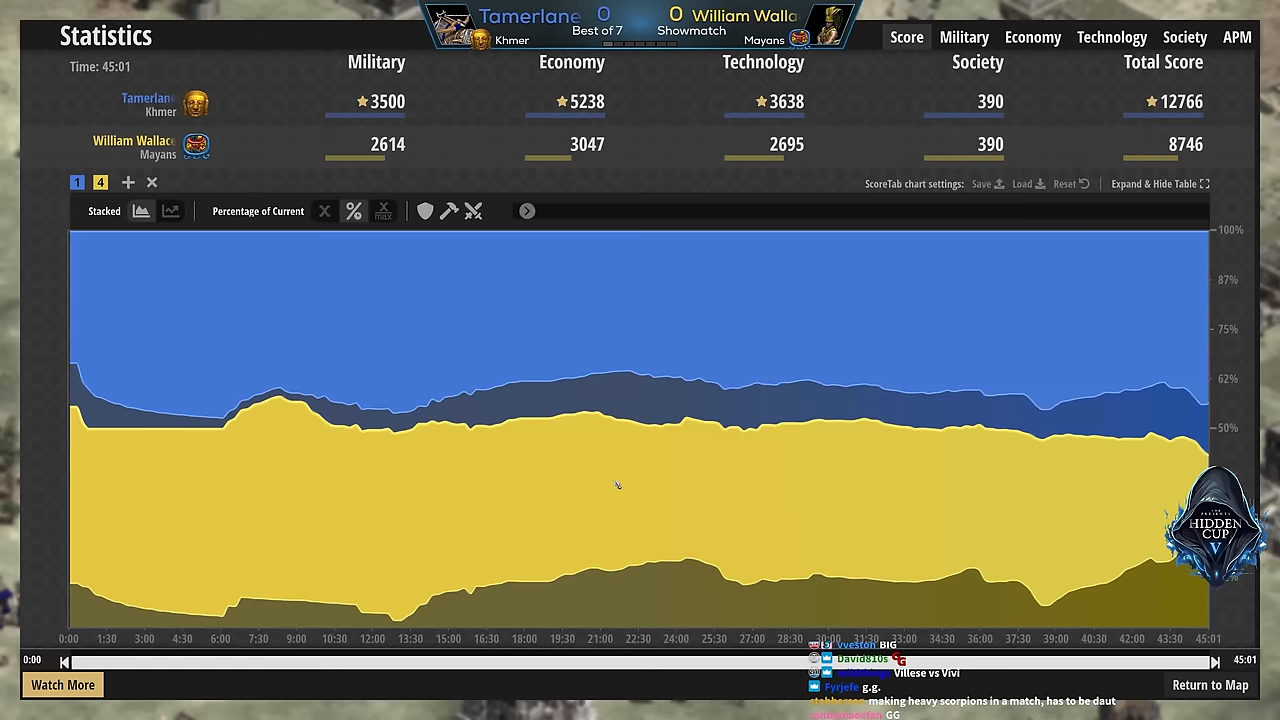 Statistics
Tamerlane 0
0 William Walla
Best of 7
Showmatch
Khmer
Mayans
Score Military Economy Technology Society APM
Time: 45:01
Military Economy Technology Society Total Score
Tamerlan
Khmer
3500 5238 3638 390 12766
William Wallac
Mayans
2614 3047 2695 390 8746
1 4
ScoreTab chart settings: Save Load Reset Expand & Hide Table
Stacked Percentage of Current X % X max
100%
87%
75%
62%
50%
HIDDEN
CUP
V
0:00 1:30 3:00 4:30 6:00 7:30 9:00 10:30 12:00 13:30 15:00 16:30 18:00 19:30 21:00 22:30 24:00 25:30 27:00 28:30 30:00 31:30 33:00 34:30 36:00 37:30 39:00 40:30 42:00 43:30 45:01
vveston BIG
0:00
David810s GG
45:01
Villese vs Vivi
Watch More
Fyrjefe g.g.
Return to Map
making heavy scorpions in a match, has to be daut
GG